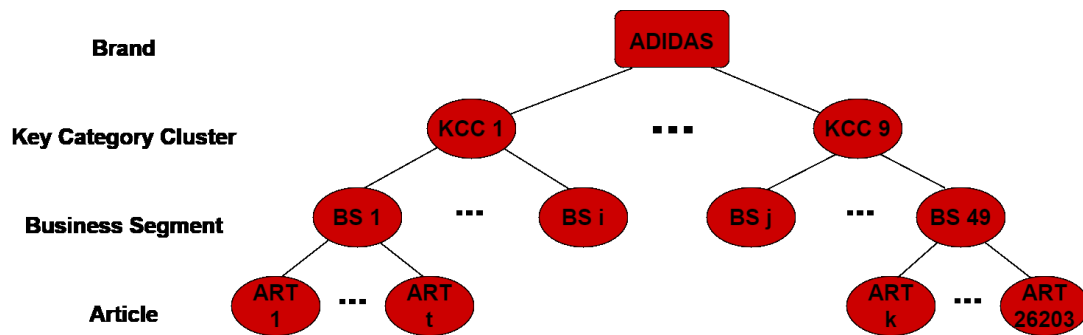 Brand
ADIDAS
Key Category Cluster
KCC 1
...
KCC 9
Business Segment
BS 1
...
BS i
BS j
...
BS 49
Article
ART
1
...
ART
t
ART
k
...
ART
26203